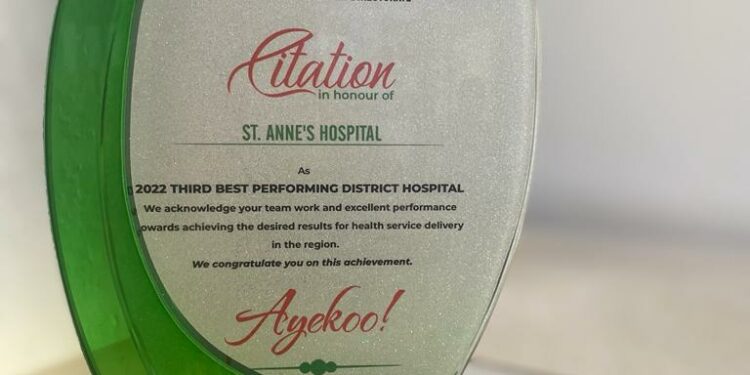 Citation
in honour of
ST. ANNE'S HOSPITAL
As
2022 THIRD BEST PERFORMING DISTRICT HOSPITAL
We acknowledge your team work and excellent performance
towards achieving the desired results for health service delivery
in the region.
We congratulate you on this achievement.
Ayekoo!